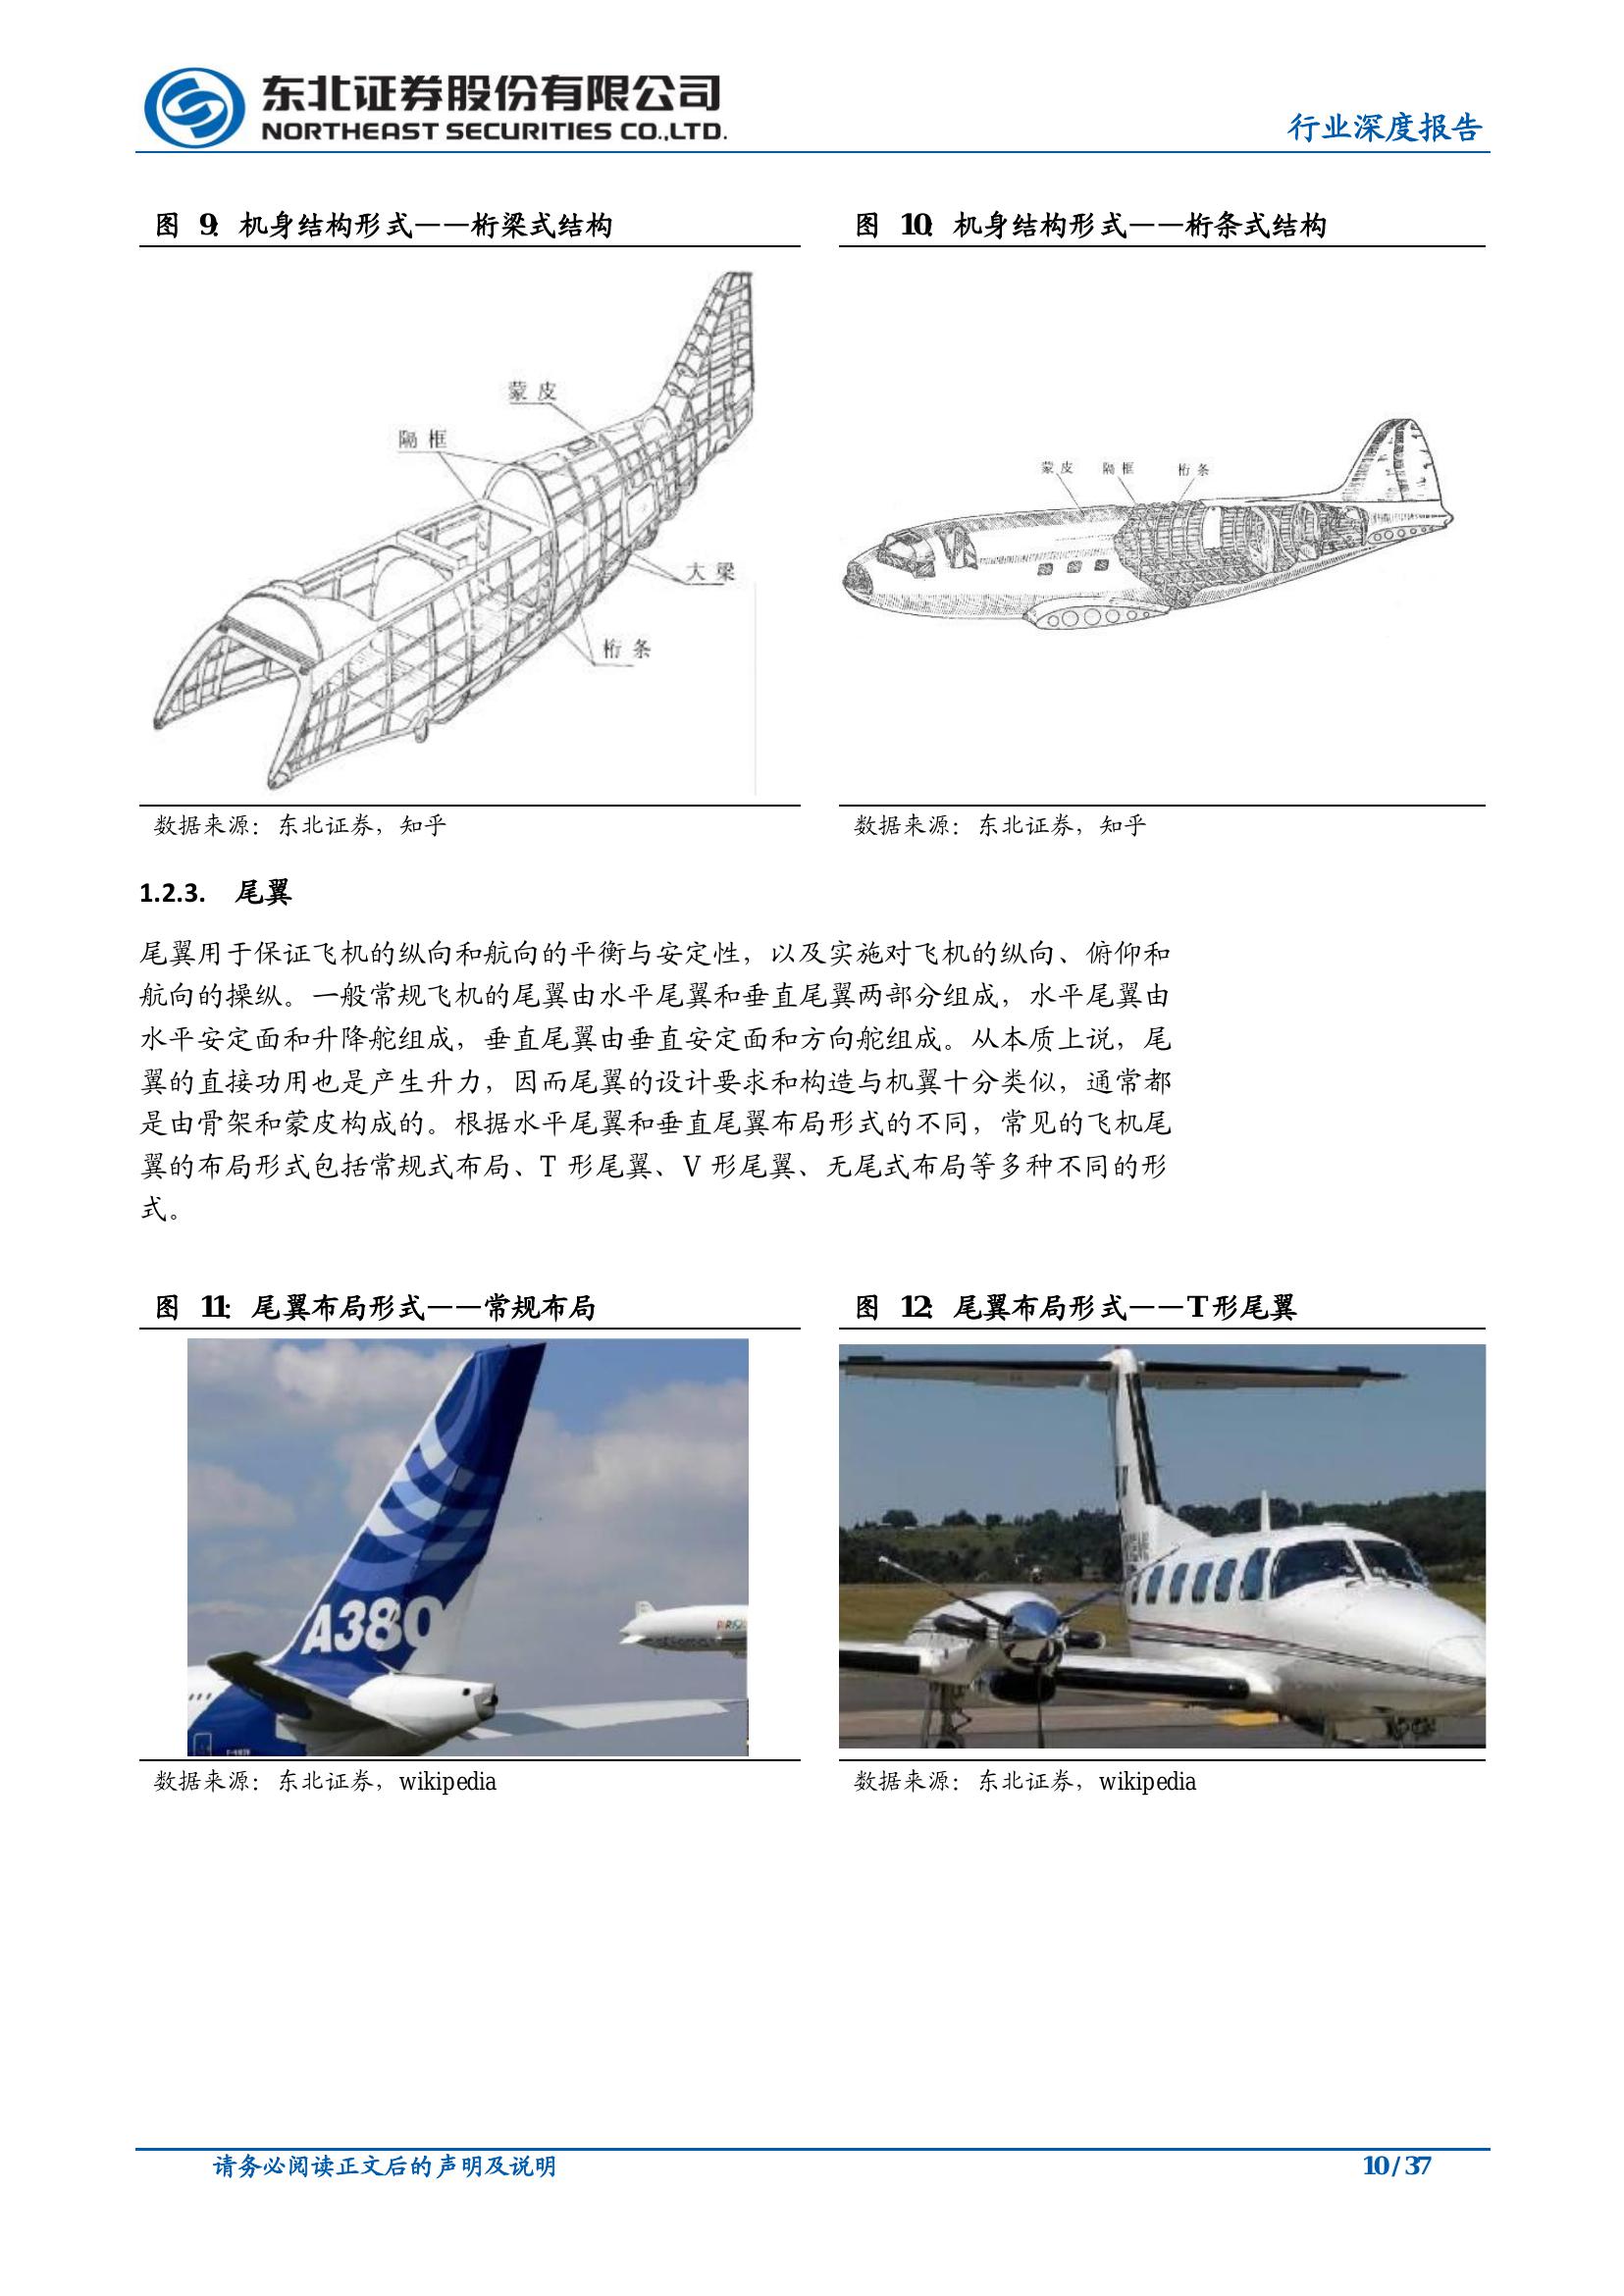 东北证券股份有限公司
NORTHEAST SECURITIES CO.,LTD.
行业深度报告
图 9：机身结构形式——桁梁式结构
蒙皮
隔框
大梁
桁条
数据来源：东北证券，知乎
图 10：机身结构形式——桁条式结构
蒙皮 隔框 桁条
数据来源：东北证券，知乎
1.2.3. 尾翼
尾翼用于保证飞机的纵向和航向的平衡与安定性，以及实施对飞机的纵向、俯仰和
航向的操纵。一般常规飞机的尾翼由水平尾翼和垂直尾翼两部分组成，水平尾翼由
水平安定面和升降舵组成，垂直尾翼由垂直安定面和方向舵组成。从本质上说，尾
翼的直接功用也是产生升力，因而尾翼的设计要求和构造与机翼十分类似，通常都
是由骨架和蒙皮构成的。根据水平尾翼和垂直尾翼布局形式的不同，常见的飞机尾
翼的布局形式包括常规式布局、T 形尾翼、V 形尾翼、无尾式布局等多种不同的形
式。
图 11：尾翼布局形式——常规布局
A380
数据来源：东北证券，wikipedia
图 12：尾翼布局形式——T 形尾翼
数据来源：东北证券，wikipedia
请务必阅读正文后的声明及说明
10 / 37